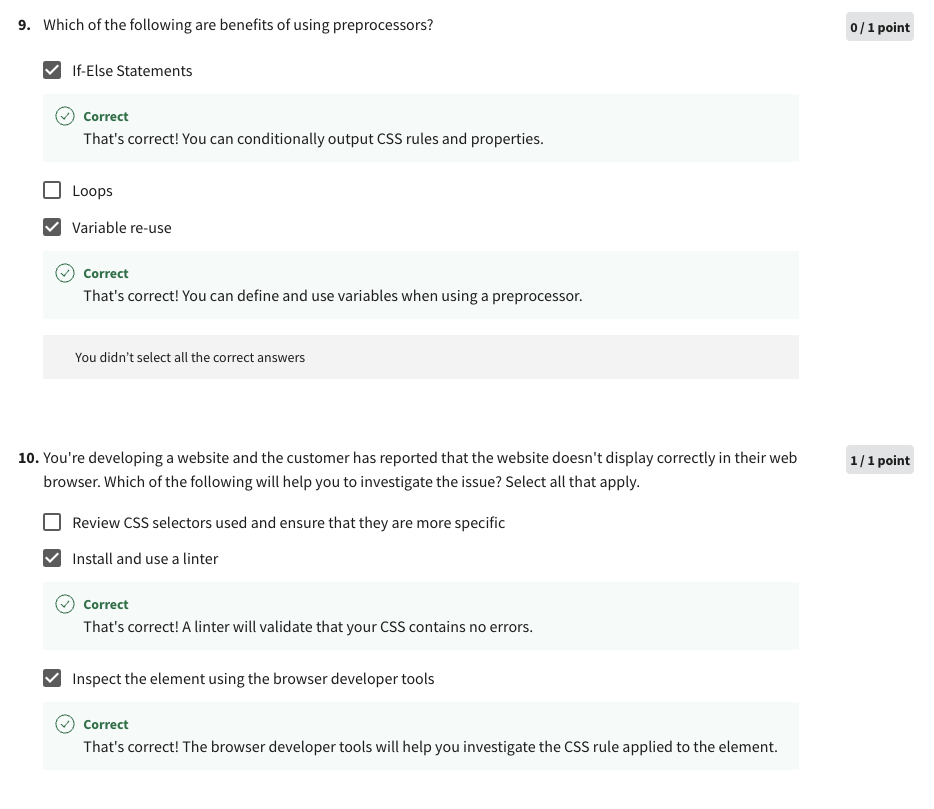 9. Which of the following are benefits of using preprocessors?
0 / 1 point
If-Else Statements
Correct
That's correct! You can conditionally output CSS rules and properties.
Loops
Variable re-use
Correct
That's correct! You can define and use variables when using a preprocessor.
You didn’t select all the correct answers
10. You're developing a website and the customer has reported that the website doesn't display correctly in their web
browser. Which of the following will help you to investigate the issue? Select all that apply.
1 / 1 point
Review CSS selectors used and ensure that they are more specific
Install and use a linter
Correct
That's correct! A linter will validate that your CSS contains no errors.
Inspect the element using the browser developer tools
Correct
That's correct! The browser developer tools will help you investigate the CSS rule applied to the element.